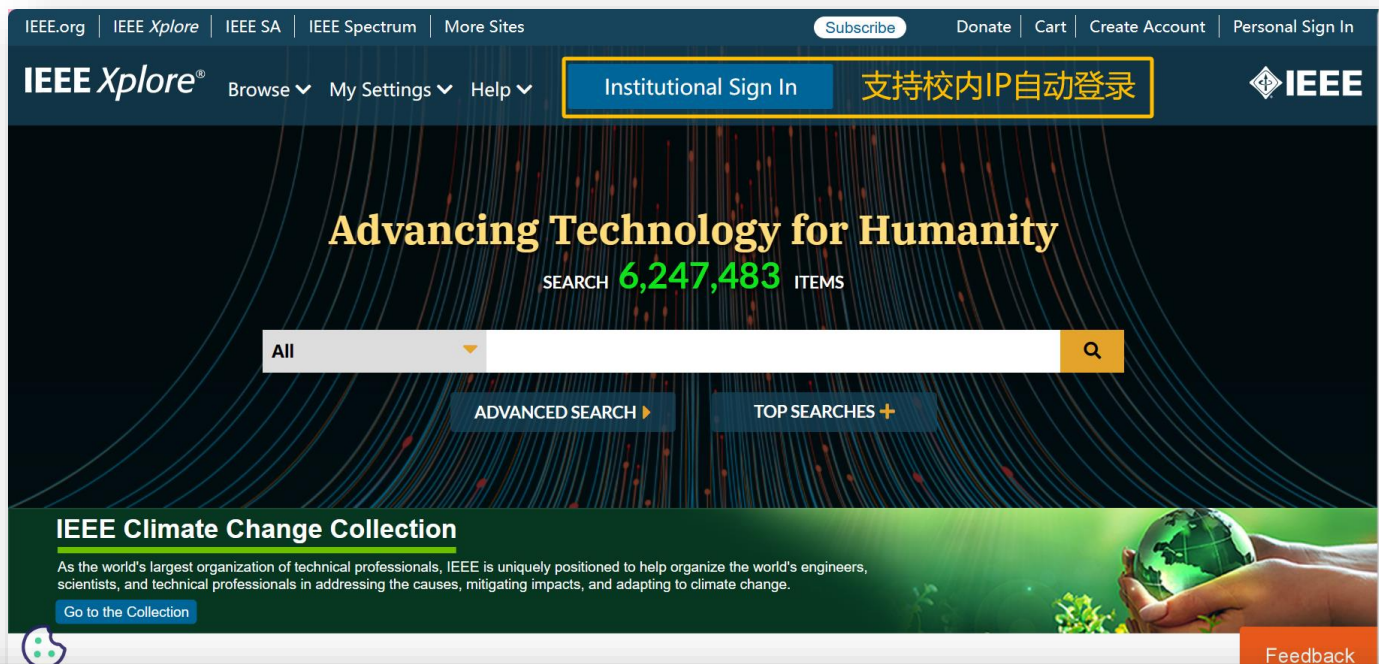 IEEE.org IEEE Xplore IEEE SA IEEE Spectrum More Sites Subscribe Donate Cart Create Account Personal Sign In
IEEE Xplore® Browse My Settings Help Institutional Sign In 支持校内IP自动登录 IEEE
Advancing Technology for Humanity
SEARCH 6,247,483 ITEMS
All
ADVANCED SEARCH TOP SEARCHES
IEEE Climate Change Collection
As the world's largest organization of technical professionals, IEEE is uniquely positioned to help organize the world's engineers,
scientists, and technical professionals in addressing the causes, mitigating impacts, and adapting to climate change.
Go to the Collection
Feedback